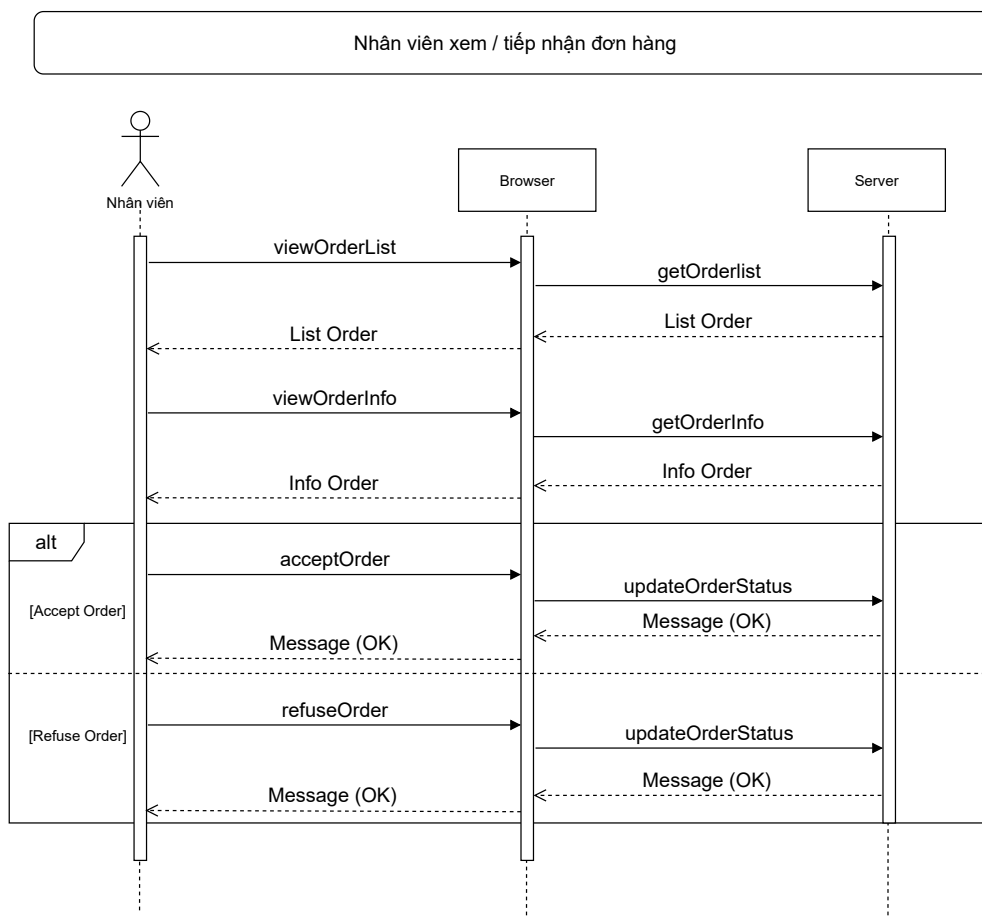 Nhân viên xem / tiếp nhận đơn hàng
Browser
Server
Nhân viên
viewOrderList
getOrderlist
List Order
List Order
viewOrderInfo
getOrderInfo
Info Order
Info Order
alt
acceptOrder
updateOrderStatus
[Accept Order]
Message (OK)
Message (OK)
refuseOrder
updateOrderStatus
[Refuse Order]
Message (OK)
Message (OK)